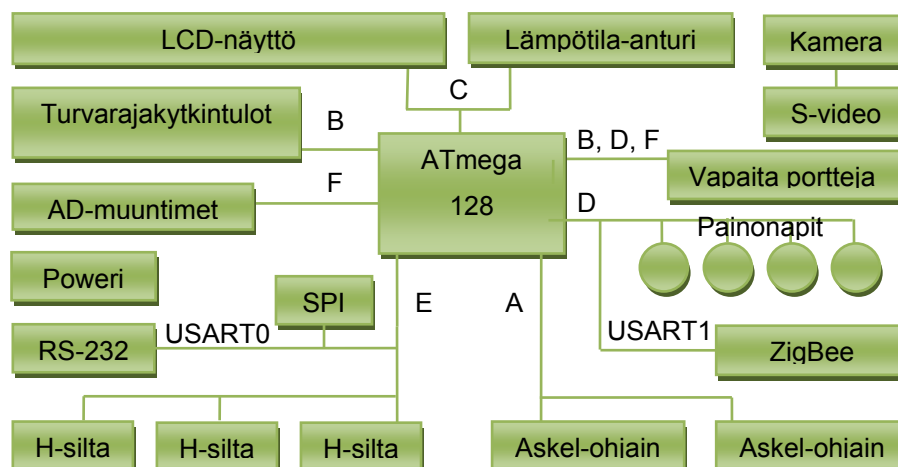 LCD-näyttö
Lämpötila-anturi
Kamera
C
Turvarajakytkintulot
B
S-video
ATmega
128
B, D, F
Vapaita portteja
F
AD-muuntimet
D
Painonapit
Poweri
SPI
E
A
RS-232
USART0
USART1
ZigBee
H-silta
H-silta
H-silta
Askel-ohjain
Askel-ohjain